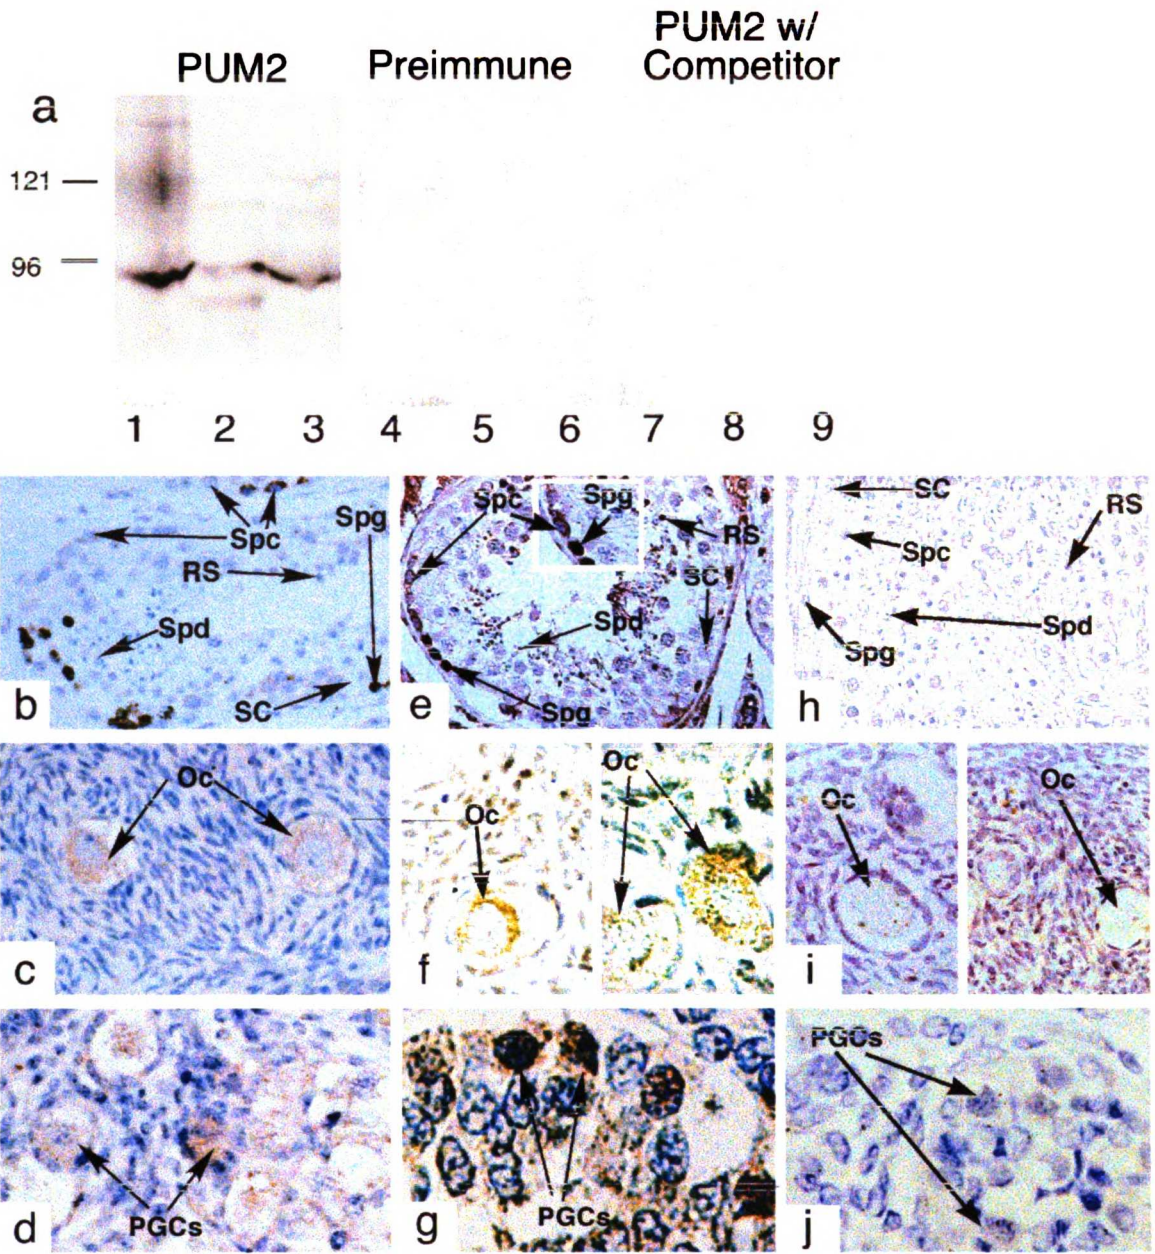 PUM2
Preimmune
PUM2 w/
Competitor
a
121
96
1 2 3 4 5 6 7 8 9
Spc
Spg
RS
Spd
SC
b
Spc
Spg
RS
SC
Spd
Spg
e
SC
RS
Spc
Spd
Spg
h
Oc
c
Oc
Oc
f
Oc
Oc
i
PGCs
d
PGCs
g
PGCs
j